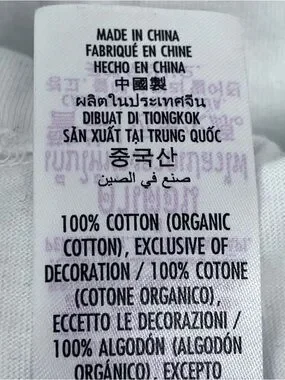 MADE IN CHINA
FABRIQUÉ EN CHINE
HECHO EN CHINA
中國製
ผลิตในประเทศจีน
DIBUAT DI TIONGKOK
SẢN XUẤT TẠI TRUNG QUỐC
중국산
صنع في الصين
100% COTTON (ORGANIC
COTTON), EXCLUSIVE OF
DECORATION / 100% COTONE
(COTONE ORGANICO),
ECCETTO LE DECORAZIONI /
100% ALGODÓN (ALGODÓN
ORGÁNICO), EXCEPTO